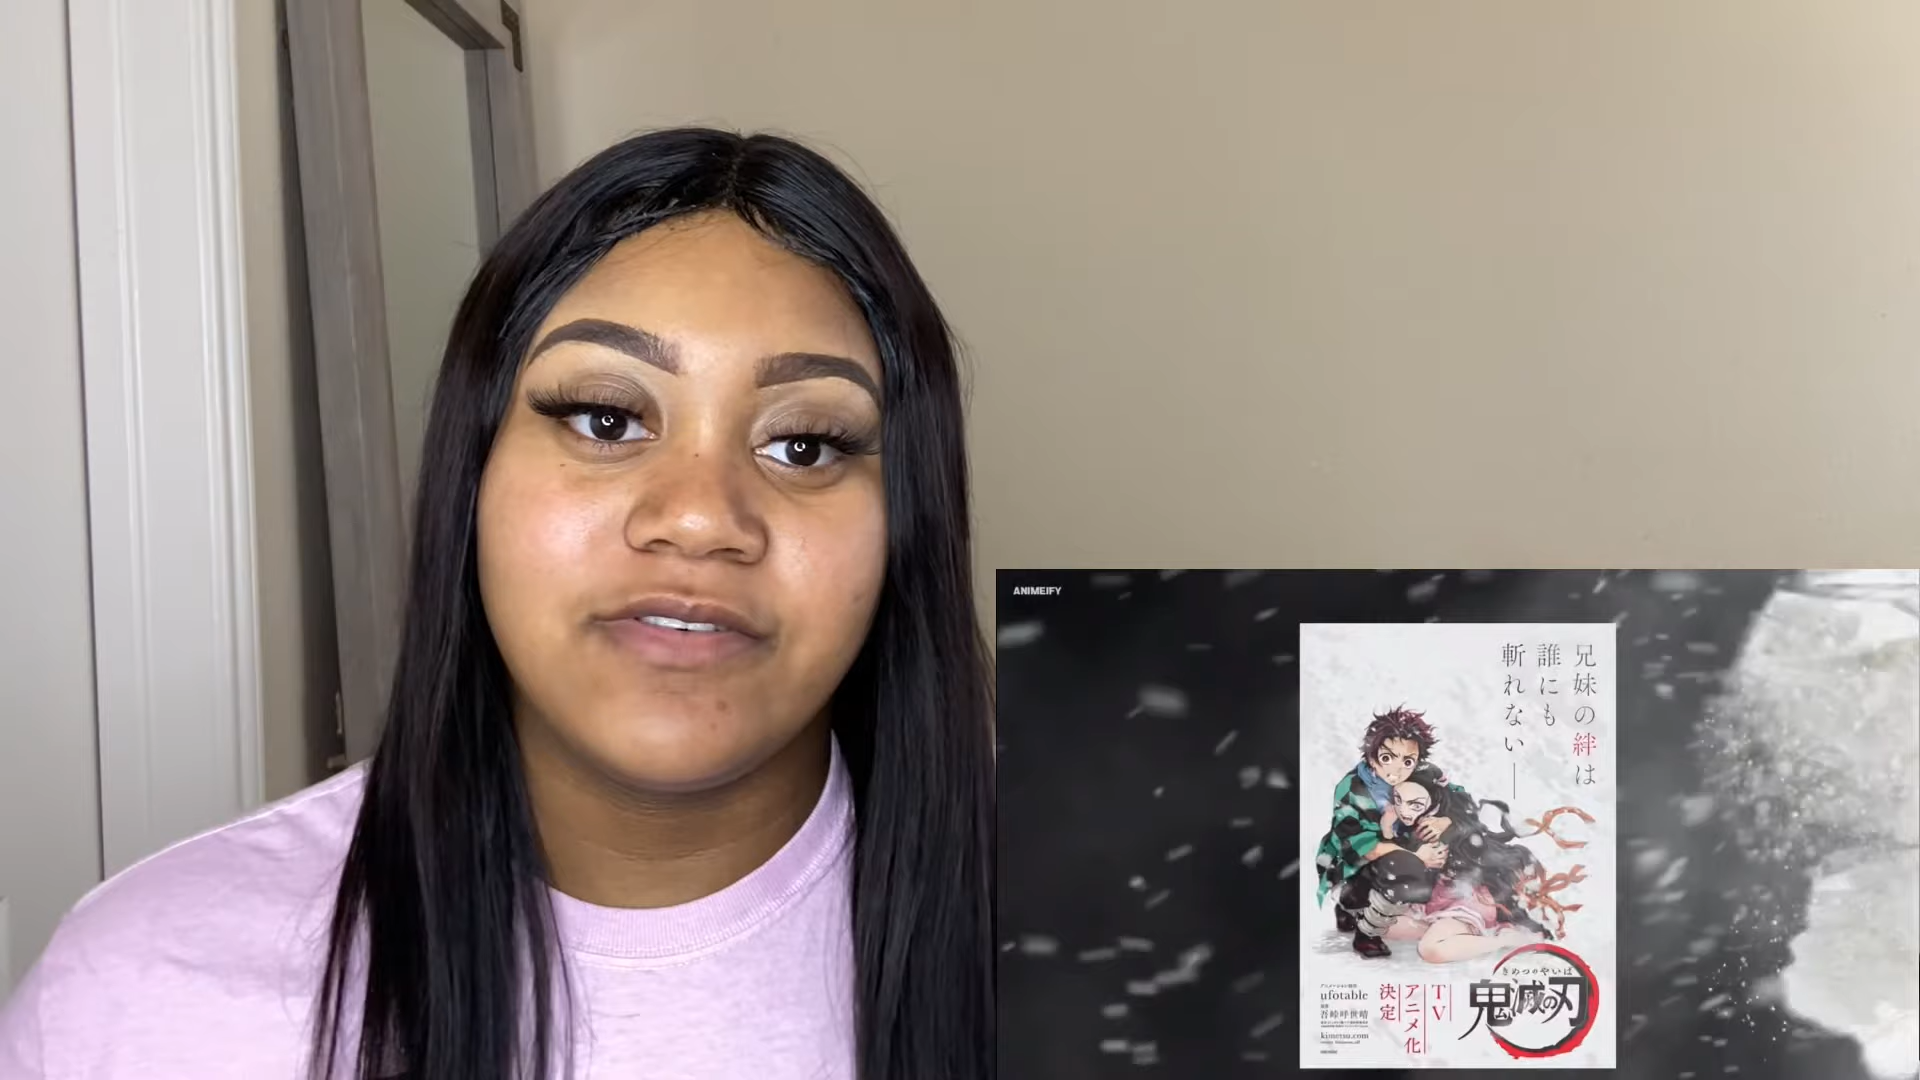 ANIMEIFY
兄妹の絆は
誰にも
斬れない——
きめつのやいば
鬼滅の刃
TV
アニメ化
決定
ufotable
吾峠呼世晴
kimetsu.com